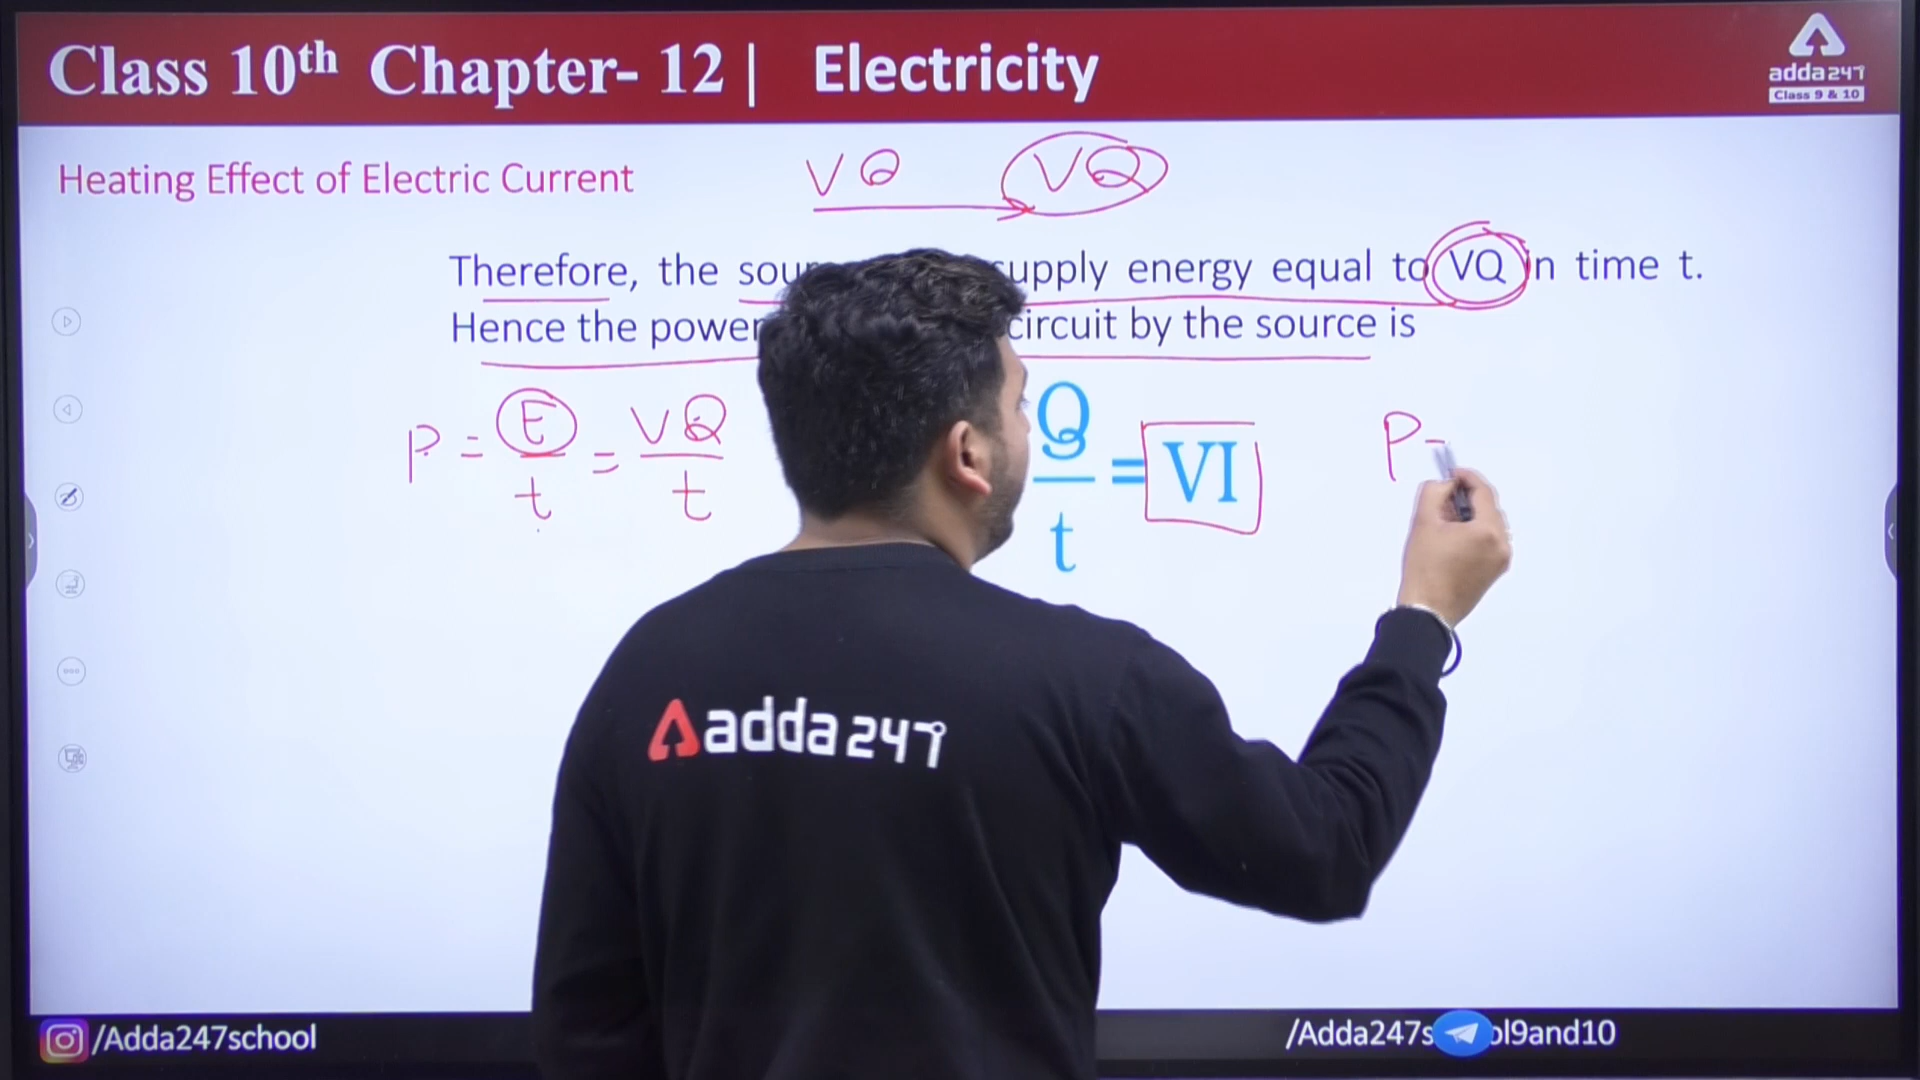 Class 10th Chapter- 12 | Electricity
adda247
Class 9 & 10
Heating Effect of Electric Current
V Q VQ
Therefore, the sou upply energy equal to VQ in time t.
Hence the power circuit by the source is
P = E/t = VQ/t
Q/t = VI
P =
adda247
/Adda247school
/Adda247s ol9and10